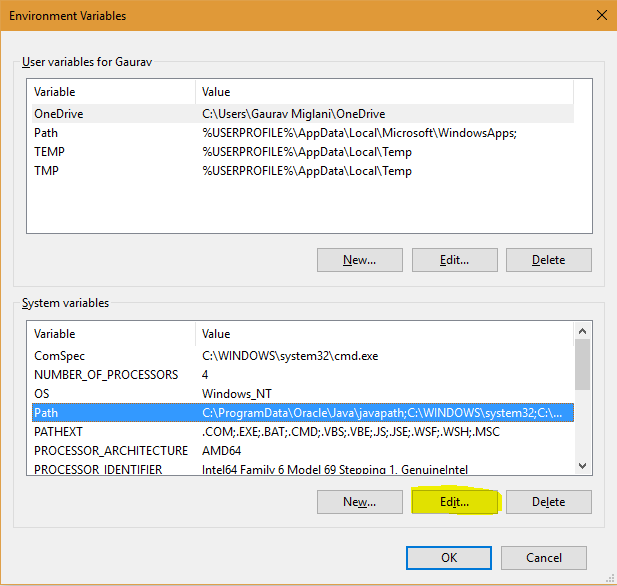 Environment Variables
User variables for Gaurav
Variable Value
OneDrive C:\Users\Gaurav Miglani\OneDrive
Path %USERPROFILE%\AppData\Local\Microsoft\WindowsApps;
TEMP %USERPROFILE%\AppData\Local\Temp
TMP %USERPROFILE%\AppData\Local\Temp
New... Edit... Delete
System variables
Variable Value
ComSpec C:\WINDOWS\system32\cmd.exe
NUMBER_OF_PROCESSORS 4
OS Windows_NT
Path C:\ProgramData\Oracle\Java\javapath;C:\WINDOWS\system32;C:\...
PATHEXT .COM;.EXE;.BAT;.CMD;.VBS;.VBE;.JS;.JSE;.WSF;.WSH;.MSC
PROCESSOR_ARCHITECTURE AMD64
PROCESSOR_IDENTIFIER Intel64 Family 6 Model 69 Stepping 1, GenuineIntel
New... Edit... Delete
OK Cancel